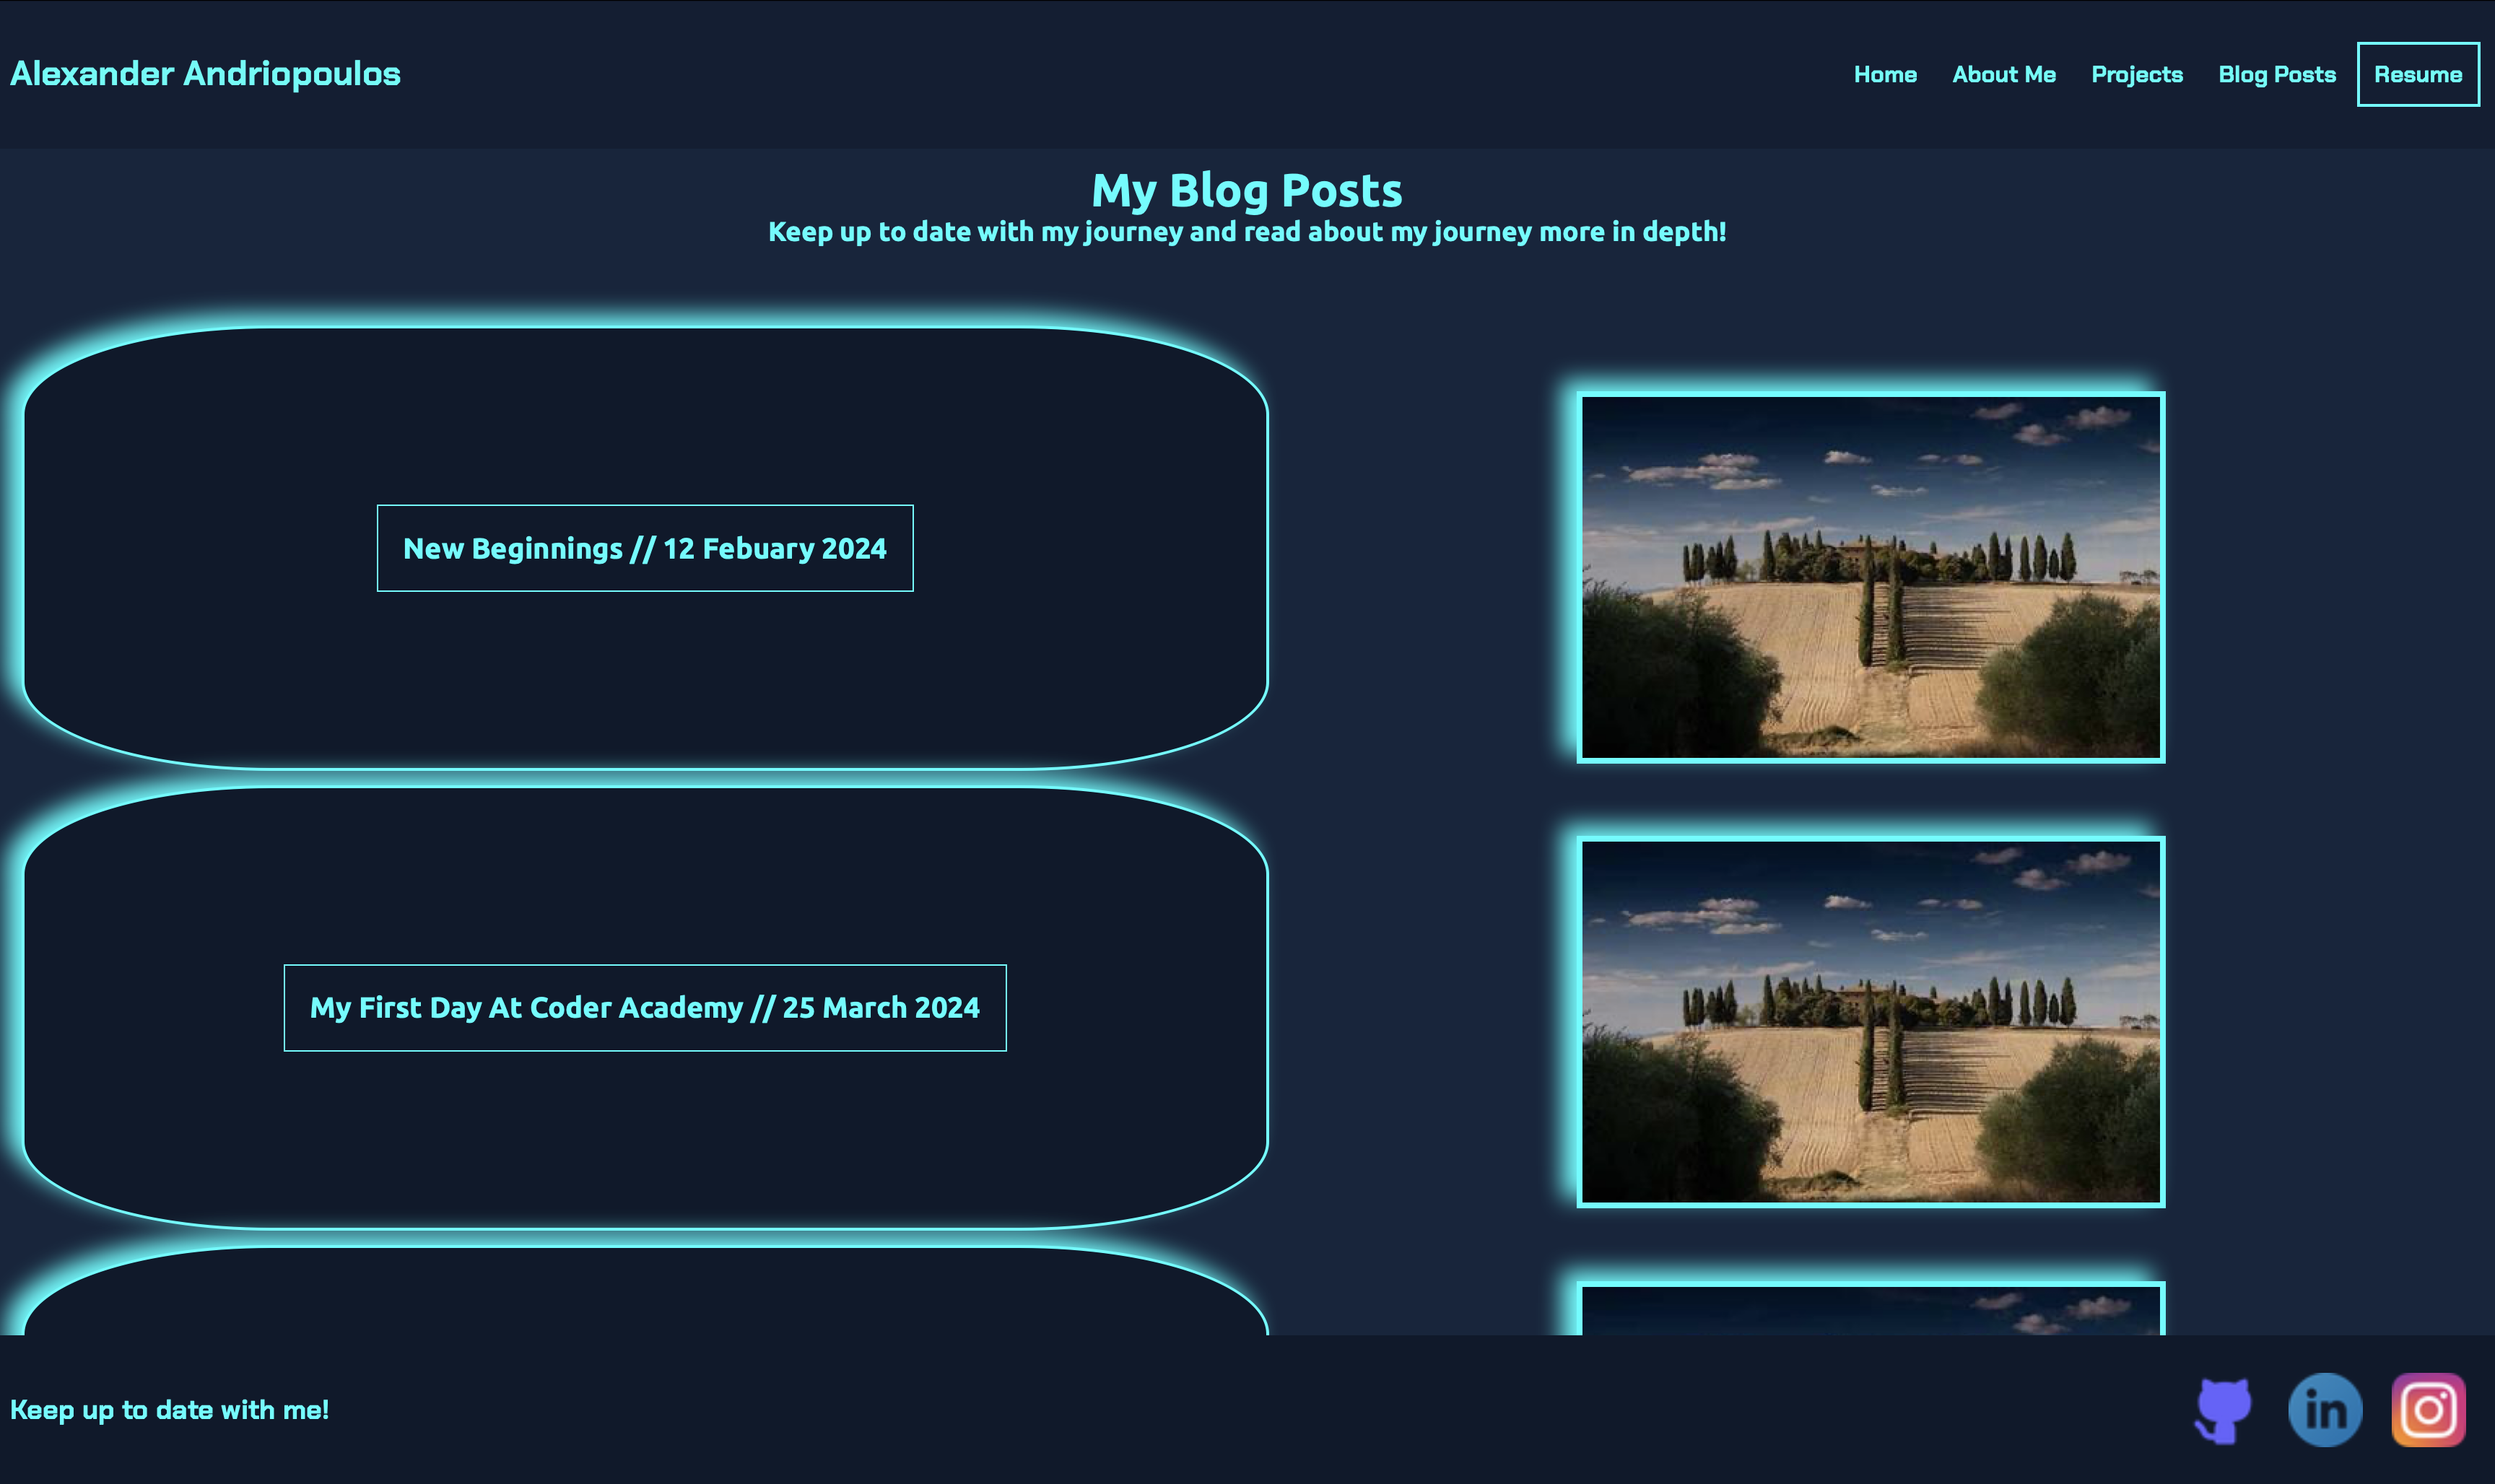 Alexander Andriopoulos
Home About Me Projects Blog Posts Resume
My Blog Posts
Keep up to date with my journey and read about my journey more in depth!
New Beginnings // 12 Febuary 2024
My First Day At Coder Academy // 25 March 2024
Keep up to date with me!
in